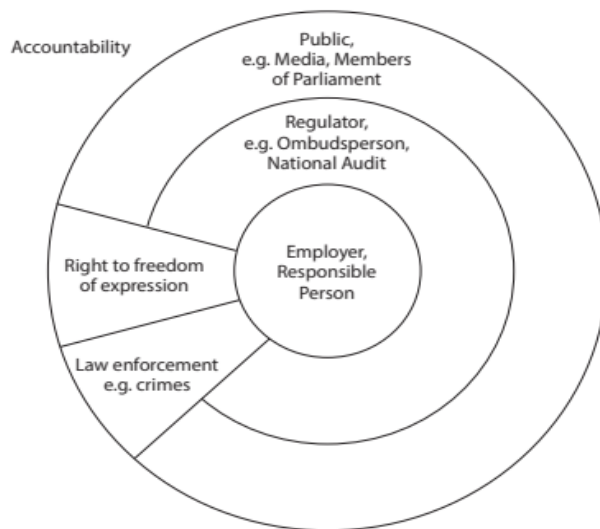 Accountability
Public,
e.g. Media, Members
of Parliament
Regulator,
e.g. Ombudsperson,
National Audit
Employer,
Responsible
Person
Right to freedom
of expression
Law enforcement
e.g. crimes